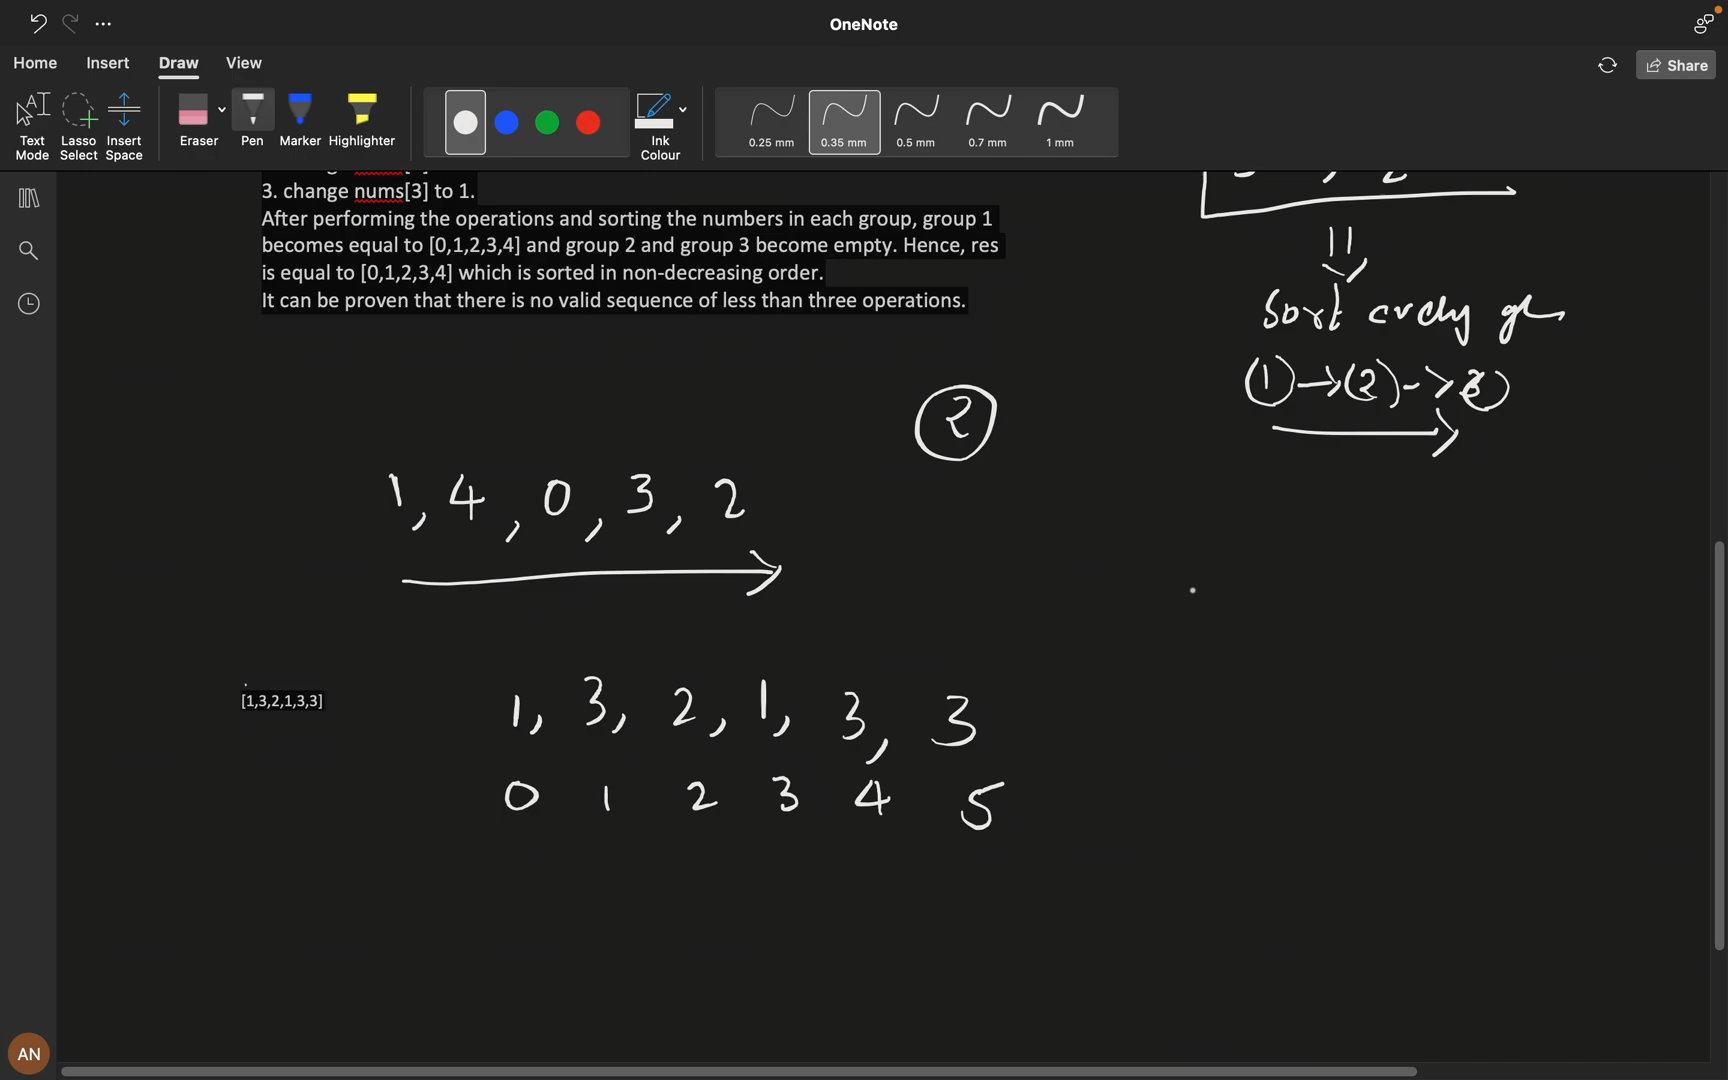 OneNote
Home Insert Draw View
Share
Text Mode
Lasso Select
Insert Space
Eraser
Pen
Marker
Highlighter
Ink Colour
0.25 mm
0.35 mm
0.5 mm
0.7 mm
1 mm
3. change nums[3] to 1.
After performing the operations and sorting the numbers in each group, group 1
becomes equal to [0,1,2,3,4] and group 2 and group 3 become empty. Hence, res
is equal to [0,1,2,3,4] which is sorted in non-decreasing order.
It can be proven that there is no valid sequence of less than three operations.
Sort
(1) → (2) →
2
1, 4, 0, 3, 2
[1,3,2,1,3,3]
1, 3, 2, 1, 3, 3
0 1 2 3 4 5
AN